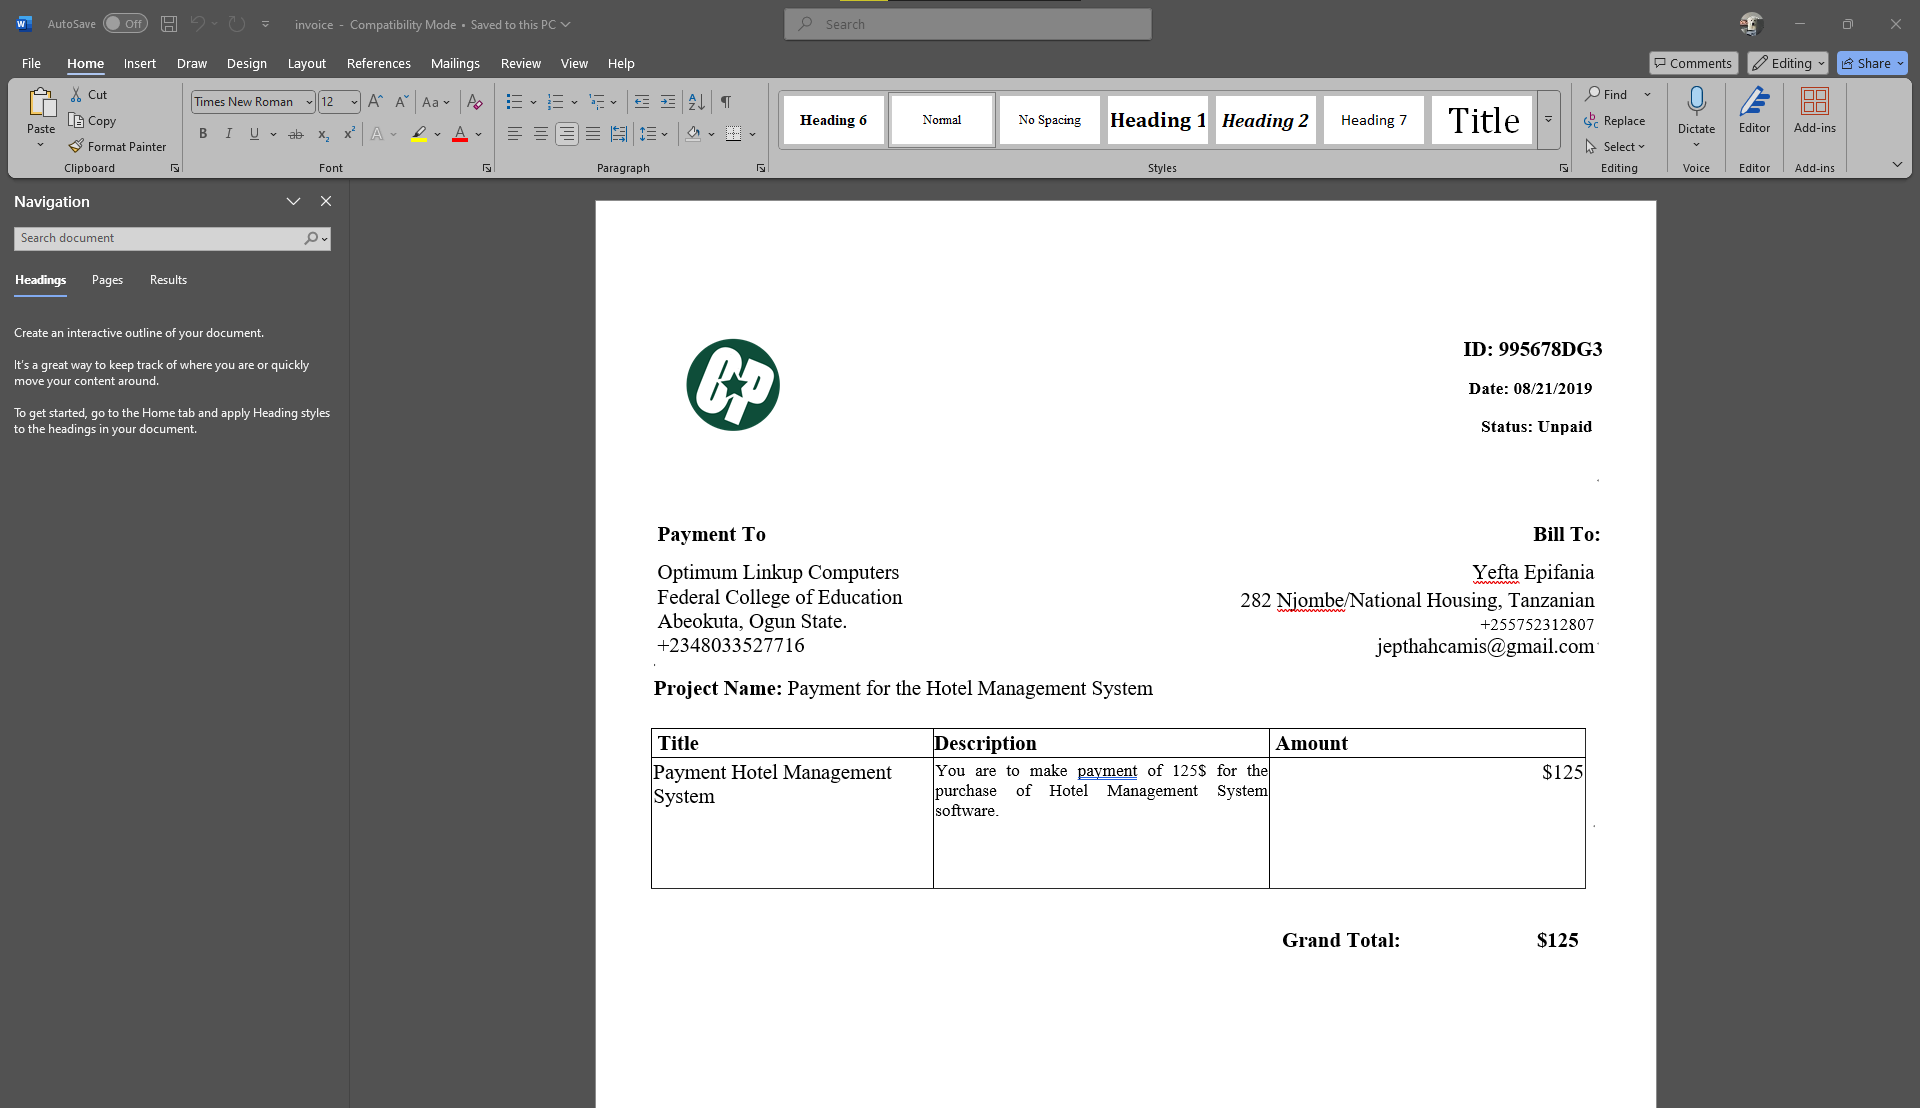 AutoSave Off invoice - Compatibility Mode • Saved to this PC Search
File Home Insert Draw Design Layout References Mailings Review View Help Comments Editing Share
Paste Cut Copy Format Painter
Clipboard
Times New Roman 12 Aa
B I U ab x₂ x² A A
Font
Paragraph
Heading 6 Normal No Spacing Heading 1 Heading 2 Heading 7 Title
Styles
Find
Replace
Select
Editing
Dictate
Voice
Editor
Editor
Add-ins
Add-ins
Navigation
Search document
Headings Pages Results
Create an interactive outline of your document.
It's a great way to keep track of where you are or quickly
move your content around.
To get started, go to the Home tab and apply Heading styles
to the headings in your document.
CP
ID: 995678DG3
Date: 08/21/2019
Status: Unpaid
Payment To
Optimum Linkup Computers
Federal College of Education
Abeokuta, Ogun State.
+2348033527716
Bill To:
Yefta Epifania
282 Njombe/National Housing, Tanzanian
+255752312807
jepthahcamis@gmail.com
Project Name: Payment for the Hotel Management System
Title Description Amount
Payment Hotel Management
System
You are to make payment of 125$ for the
purchase of Hotel Management System
software.
$125
Grand Total: $125